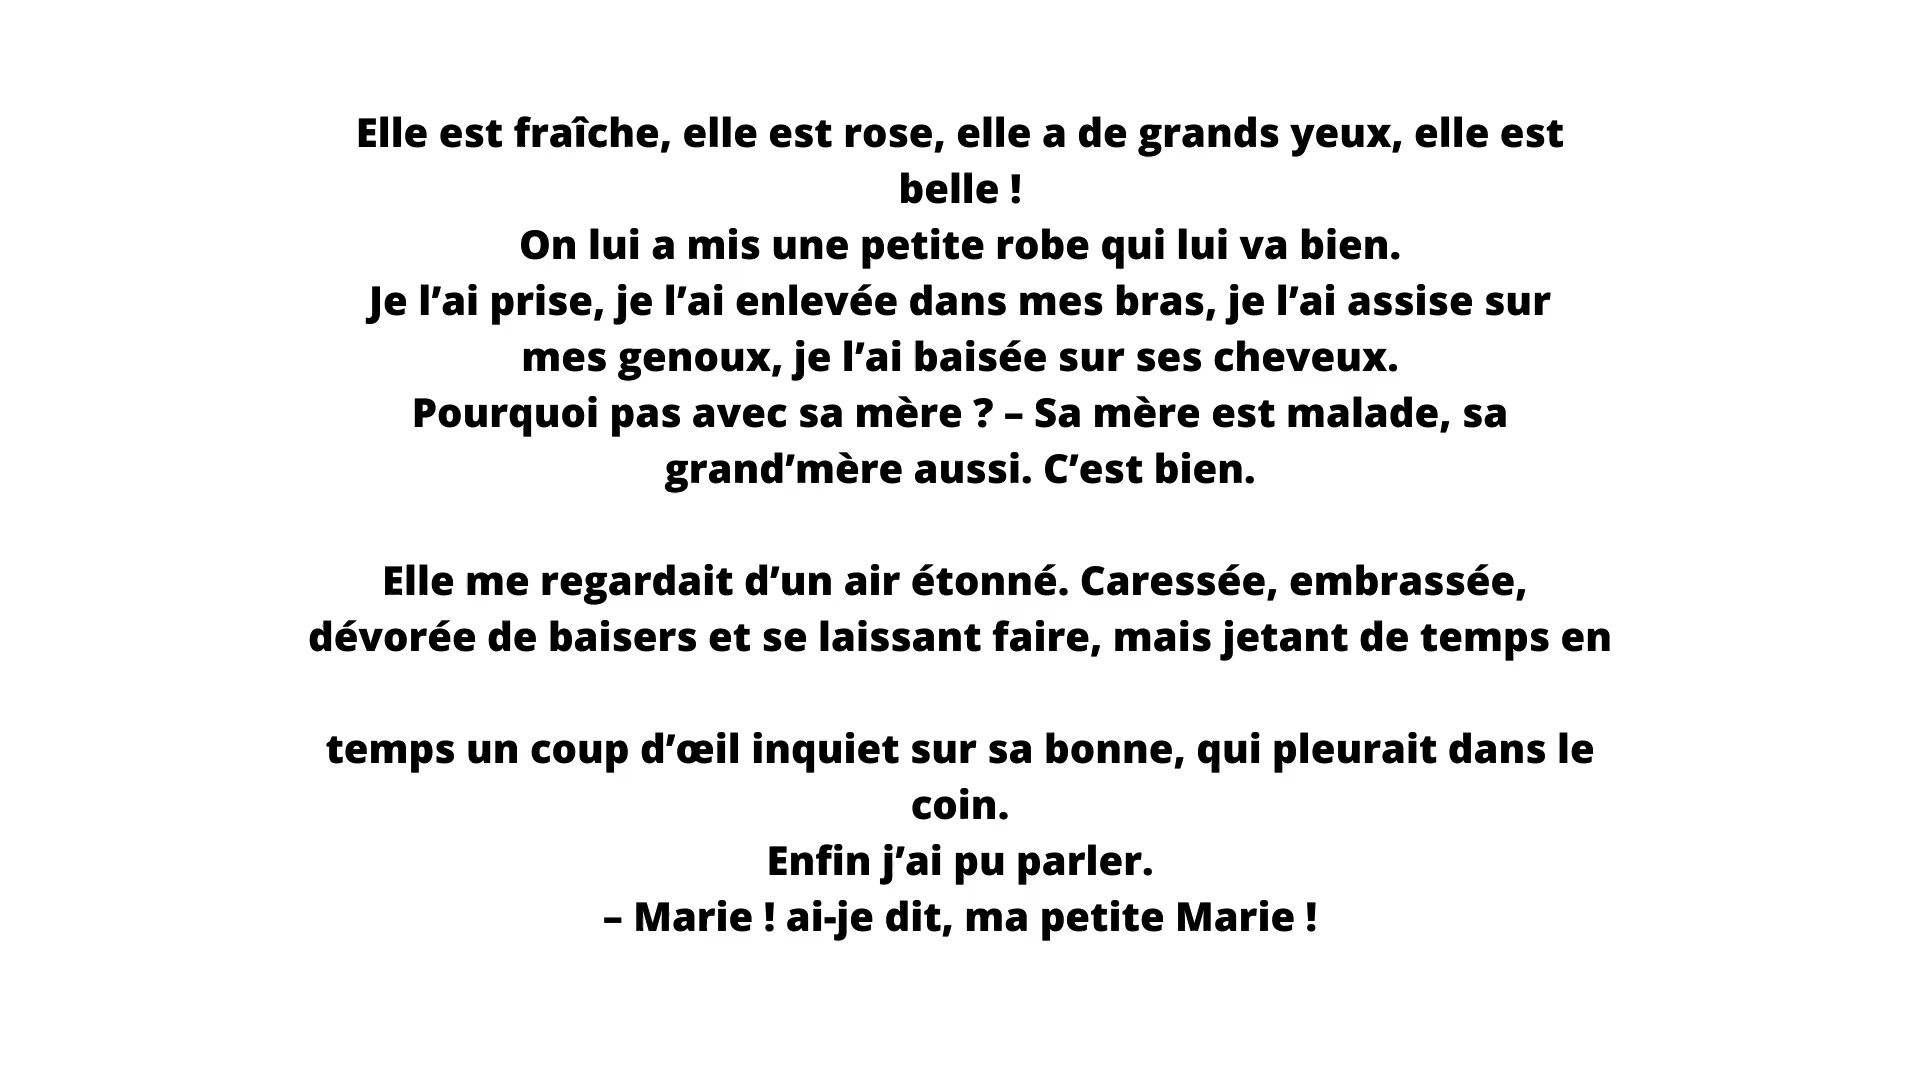 Elle est fraîche, elle est rose, elle a de grands yeux, elle est
belle !
On lui a mis une petite robe qui lui va bien.
Je l’ai prise, je l’ai enlevée dans mes bras, je l’ai assise sur
mes genoux, je l’ai baisée sur ses cheveux.
Pourquoi pas avec sa mère ? – Sa mère est malade, sa
grand’mère aussi. C’est bien.
Elle me regardait d’un air étonné. Caressée, embrassée,
dévorée de baisers et se laissant faire, mais jetant de temps en
temps un coup d’œil inquiet sur sa bonne, qui pleurait dans le
coin.
Enfin j’ai pu parler.
– Marie ! ai-je dit, ma petite Marie !